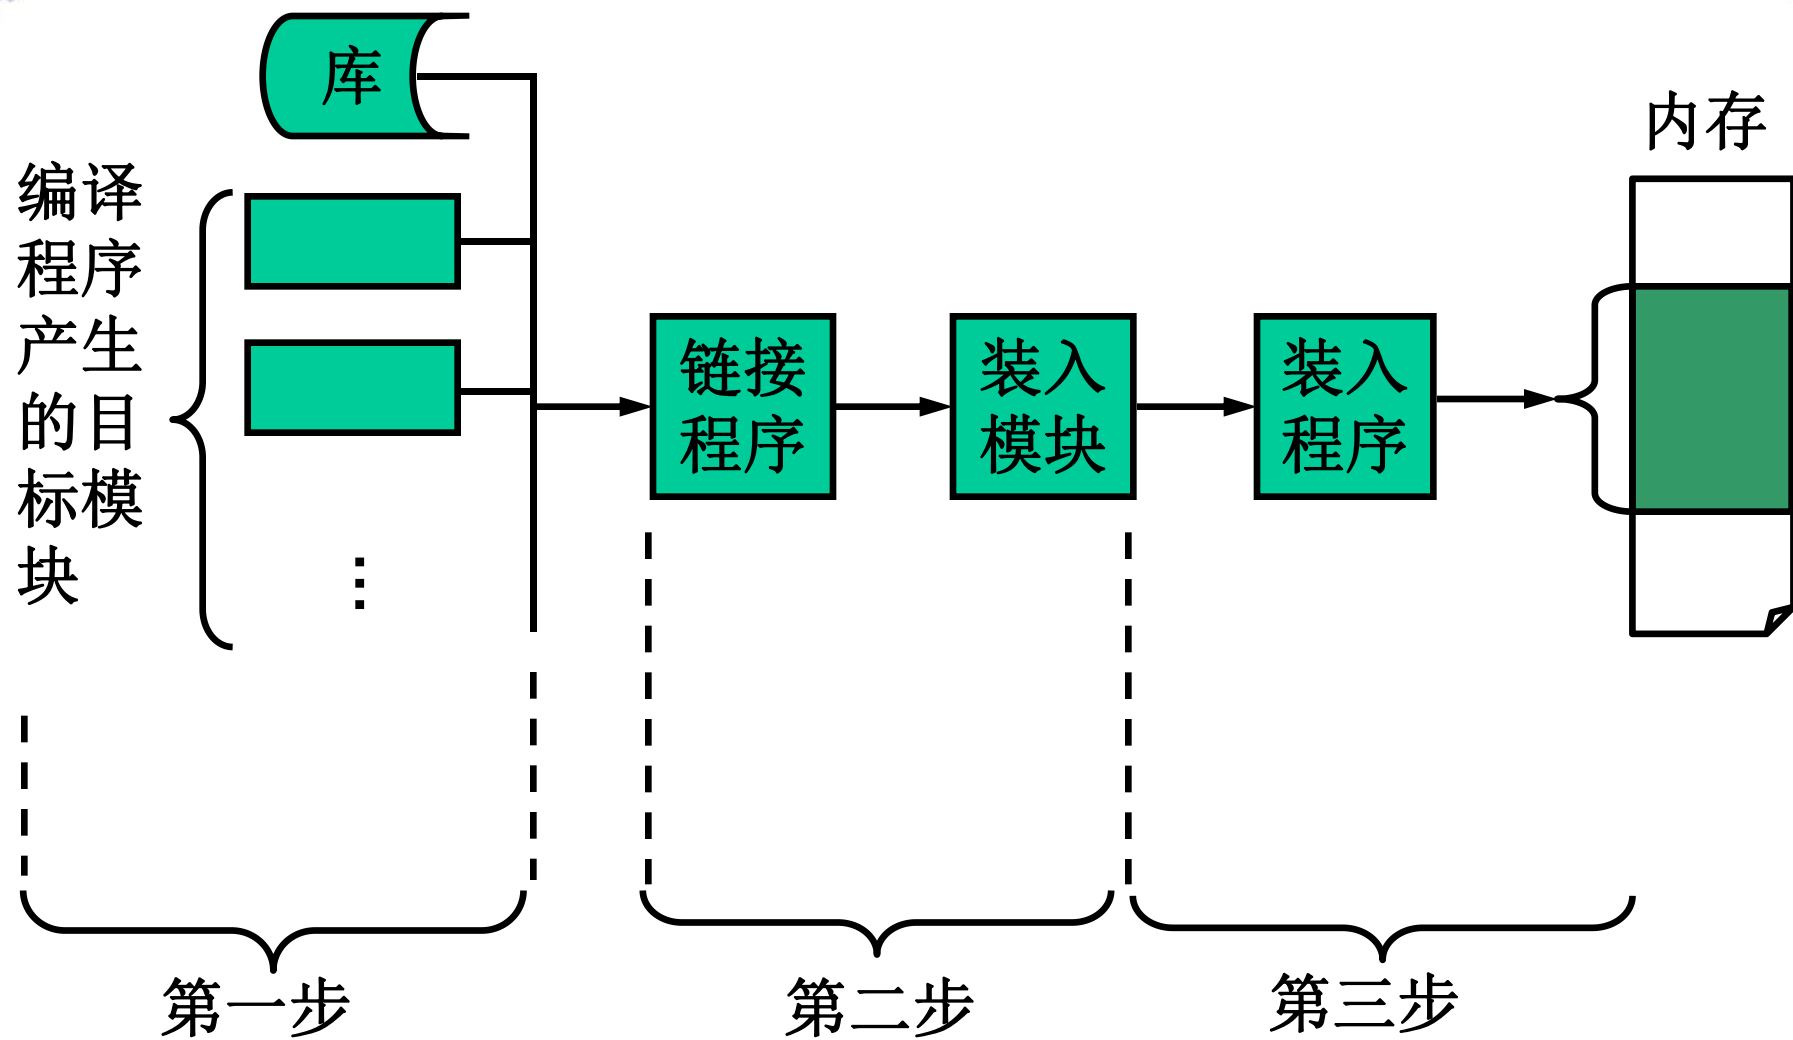 库
编译
程序
产生
的目
标模
块
链接
程序
装入
模块
装入
程序
内存
第一步
第二步
第三步